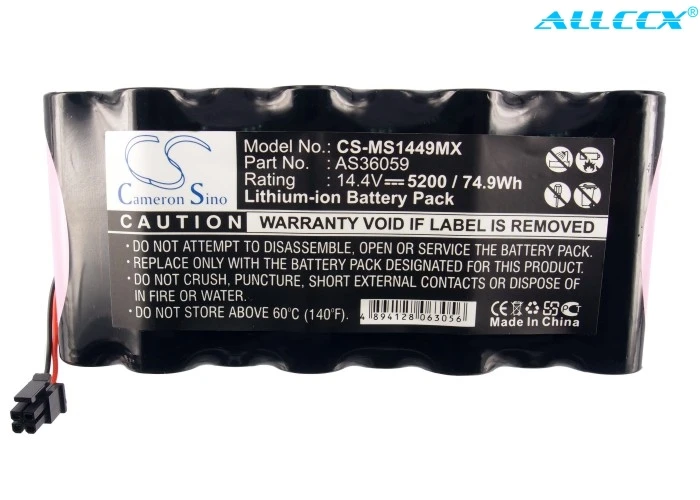 ALLCCX®
CS
Cameron Sino
Model No.: CS-MS1449MX
Part No. : AS36059
Rating : 14.4V⎓5200 / 74.9Wh
Lithium-ion Battery Pack
CAUTION WARRANTY VOID IF LABEL IS REMOVED
• DO NOT ATTEMPT TO DISASSEMBLE, OPEN OR SERVICE THE BATTERY PACK.
• REPLACE ONLY WITH THE BATTERY PACK DESIGNATED FOR THIS PRODUCT.
• DO NOT CRUSH, PUNCTURE, SHORT EXTERNAL CONTACTS OR DISPOSE OF
IN FIRE OR WATER.
• DO NOT STORE ABOVE 60°C (140°F).
4 894128 063056
CE
Made In China